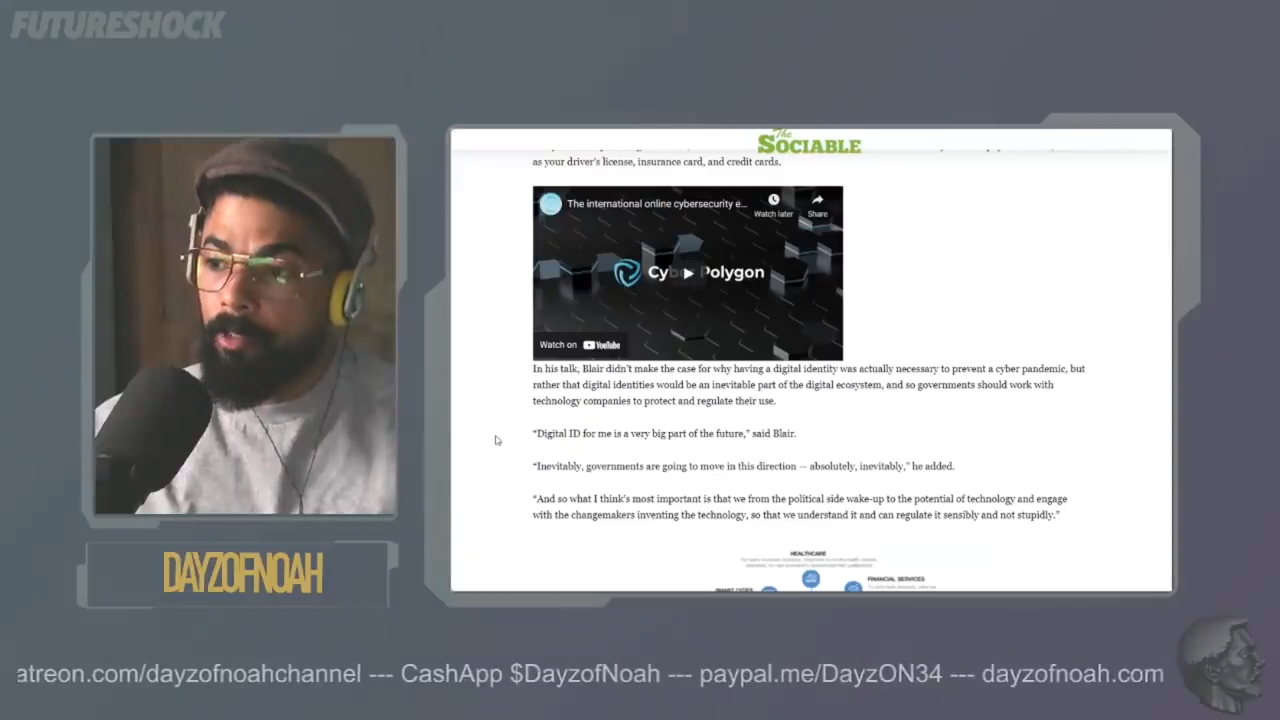 FUTURESHOCK
The
SOCIABLE
as your driver's license, insurance card, and credit cards.
The international online cybersecurity e...
Watch later
Share
Cy Polygon
Watch on YouTube
In his talk, Blair didn't make the case for why having a digital identity was actually necessary to prevent a cyber pandemic, but
rather that digital identities would be an inevitable part of the digital ecosystem, and so governments should work with
technology companies to protect and regulate their use.
“Digital ID for me is a very big part of the future,” said Blair.
“Inevitably, governments are going to move in this direction — absolutely, inevitably,” he added.
“And so what I think's most important is that we from the political side wake-up to the potential of technology and engage
with the changemakers inventing the technology, so that we understand it and can regulate it sensibly and not stupidly.”
HEALTHCARE
FINANCIAL SERVICES
DAYZOFNOAH
atreon.com/dayzofnoahchannel --- CashApp $DayzofNoah --- paypal.me/DayzON34 --- dayzofnoah.com